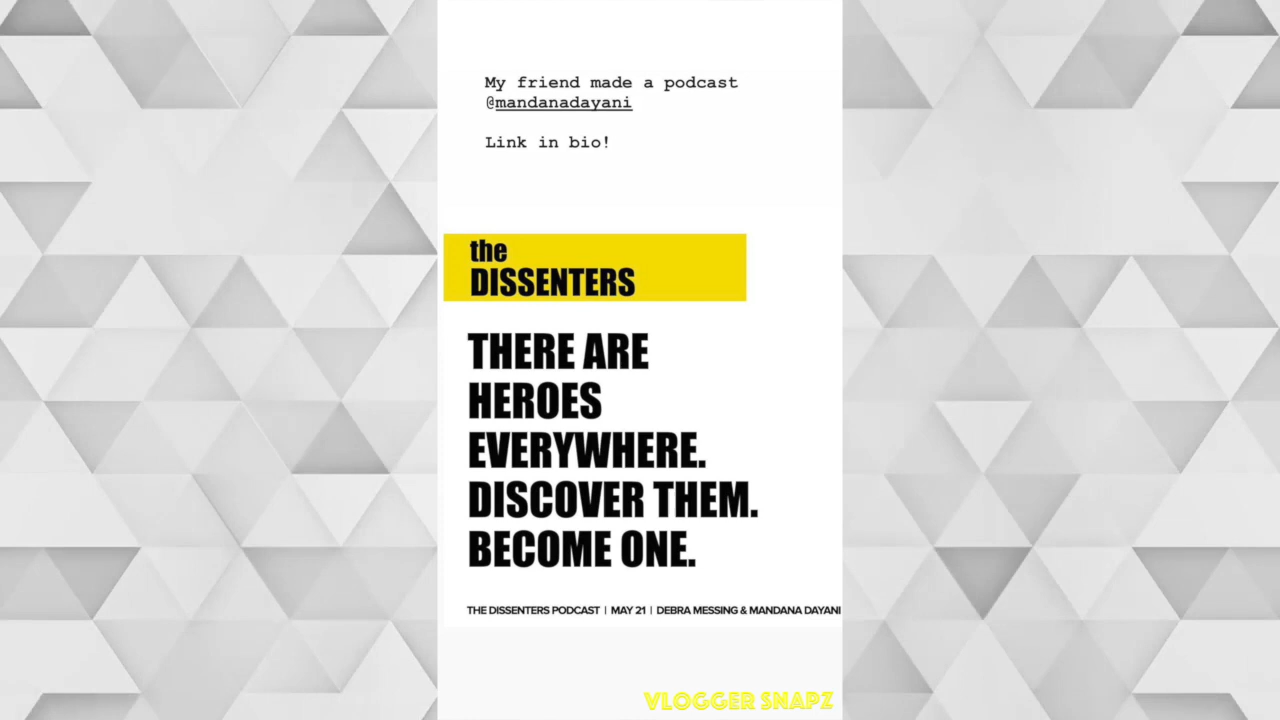 My friend made a podcast
@mandanadayani
Link in bio!
the
DISSENTERS
THERE ARE
HEROES
EVERYWHERE.
DISCOVER THEM.
BECOME ONE.
THE DISSENTERS PODCAST | MAY 21 | DEBRA MESSING & MANDANA DAYANI
VLOGGER SNAPZ